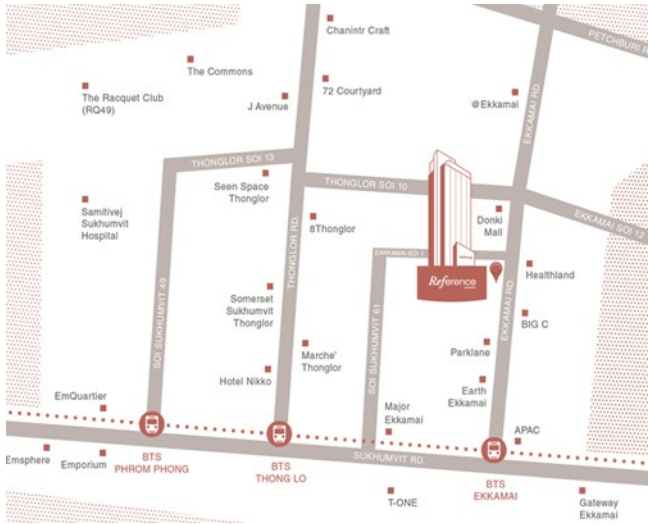 Chanintr Craft
PETCHBURI R
The Commons
The Racquet Club
(RQ49)
J Avenue
72 Courtyard
@Ekkamai
EKKAMAI RD.
THONGLOR SOI 13
Seen Space
Thonglor
THONGLOR SOI 10
Samitivej
Sukhumvit
Hospital
8Thonglor
Donki
Mall
EKKAMAI SOI 12
THONGLOR RD.
Healthland
Reference
SOI SUKHUMVIT 49
Somerset
Sukhumvit
Thonglor
SOI SUKHUMVIT 61
EKKAMAI RD.
BIG C
Marche'
Thonglor
Parklane
Hotel Nikko
Earth
Ekkamai
EmQuartier
Major
Ekkamai
APAC
Emsphere
Emporium
BTS
PHROM PHONG
BTS
THONG LO
SUKHUMVIT RD.
BTS
EKKAMAI
T-ONE
Gateway
Ekkamai